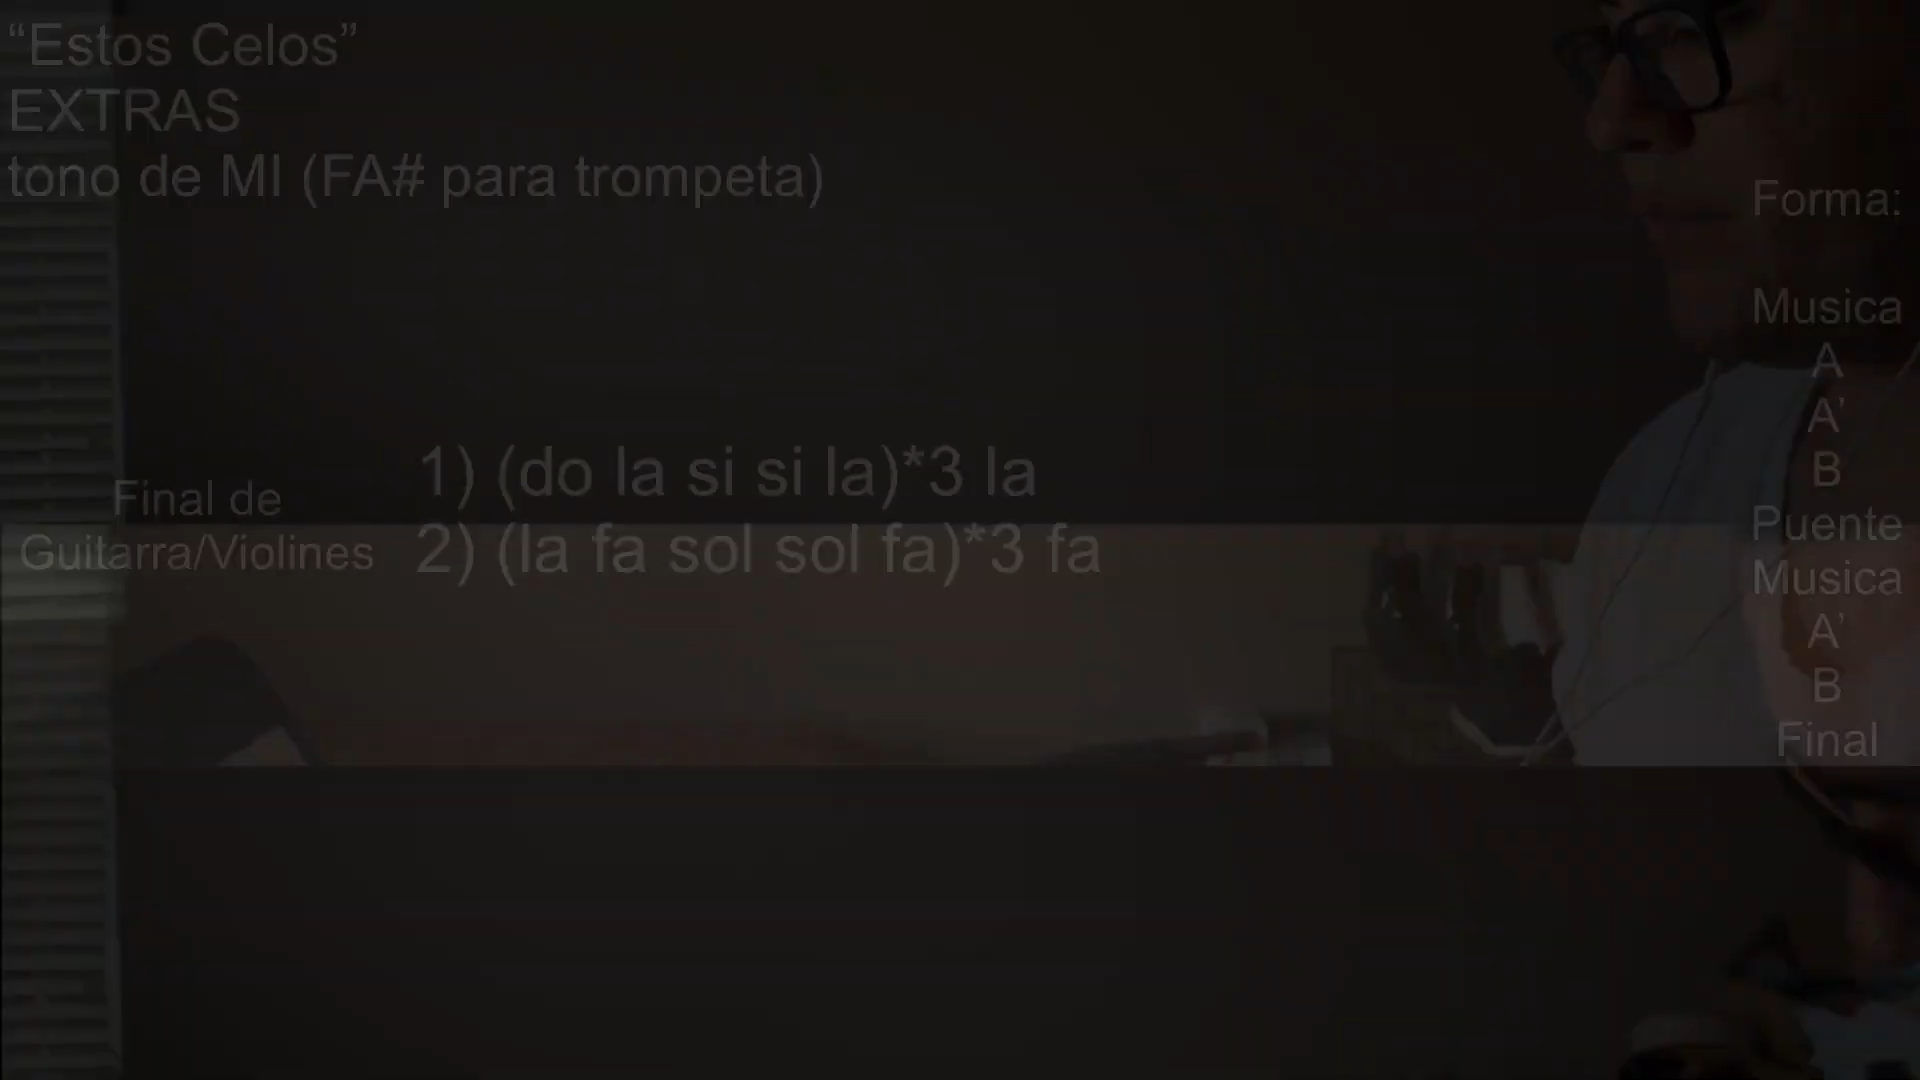 “Estos Celos”
EXTRAS
tono de MI (FA# para trompeta)
Forma:
Musica
A
A’
B
Puente
Musica
A’
B
Final
Final de
Guitarra/Violines
1) (do la si si la)*3 la
2) (la fa sol sol fa)*3 fa